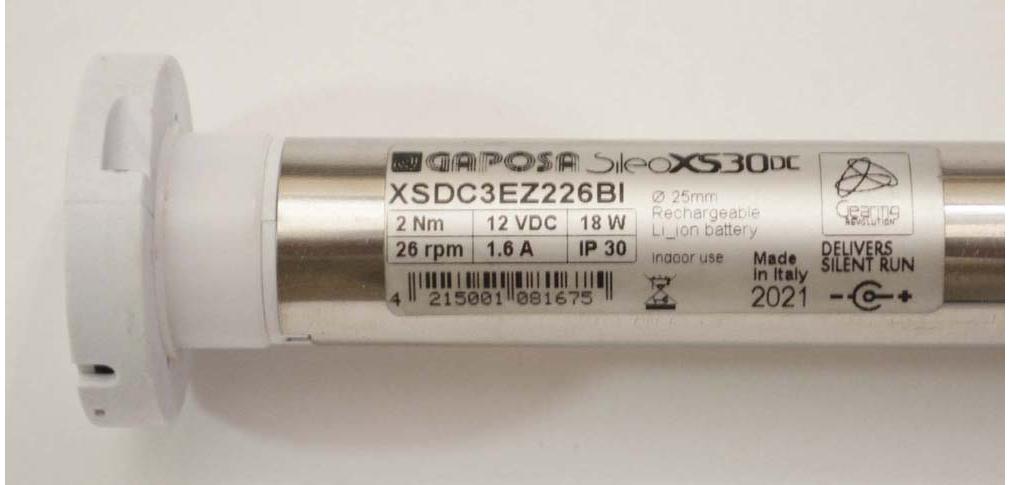 GAPOSA SileoXS30DC
XSDC3EZ226BI
2 Nm 12 VDC 18 W
26 rpm 1.6 A IP 30
4 215001 081675
Ø 25mm
Rechargeable
Li_ion battery
Indoor use
Made
in Italy
2021
Gearing
REVOLUTION
DELIVERS
SILENT RUN
- +